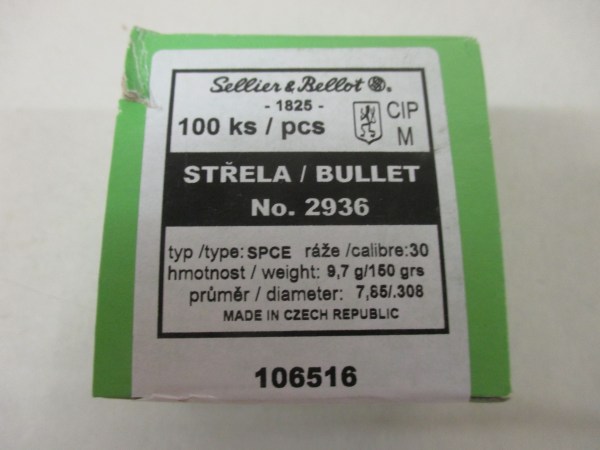 Sellier & Bellot S&B.
- 1825 -
100 ks / pcs
CIP
M
STŘELA / BULLET
No. 2936
typ /type: SPCE ráže /calibre:30
hmotnost / weight: 9,7 g/150 grs
průměr / diameter: 7,85/.308
MADE IN CZECH REPUBLIC
106516